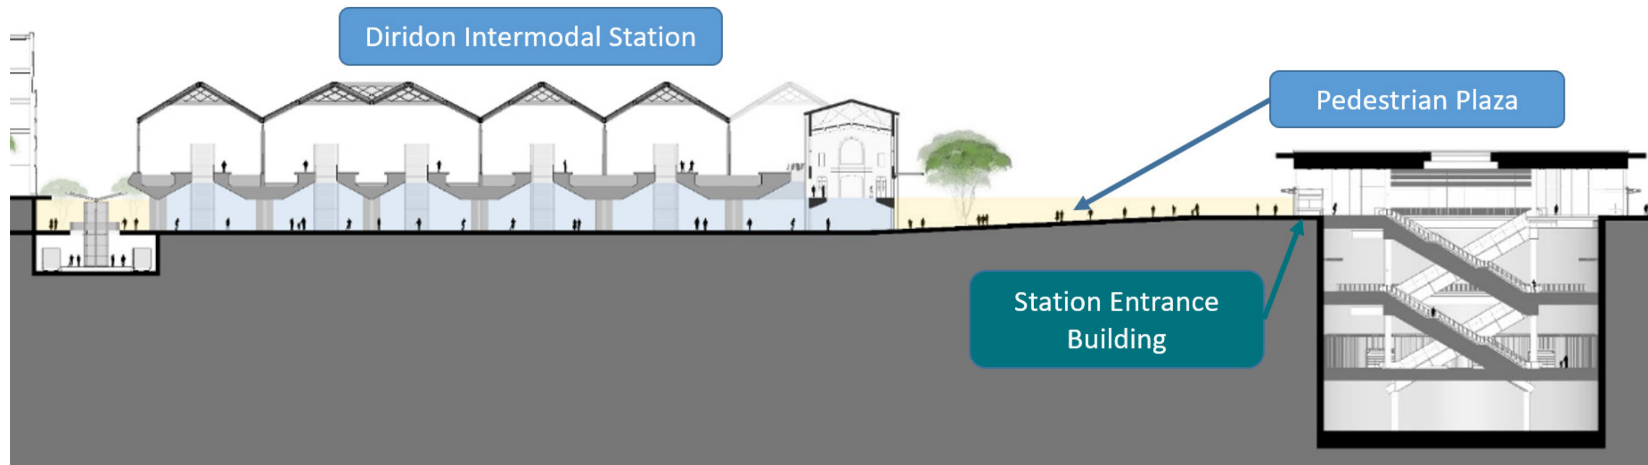 Diridon Intermodal Station
Pedestrian Plaza
Station Entrance
Building